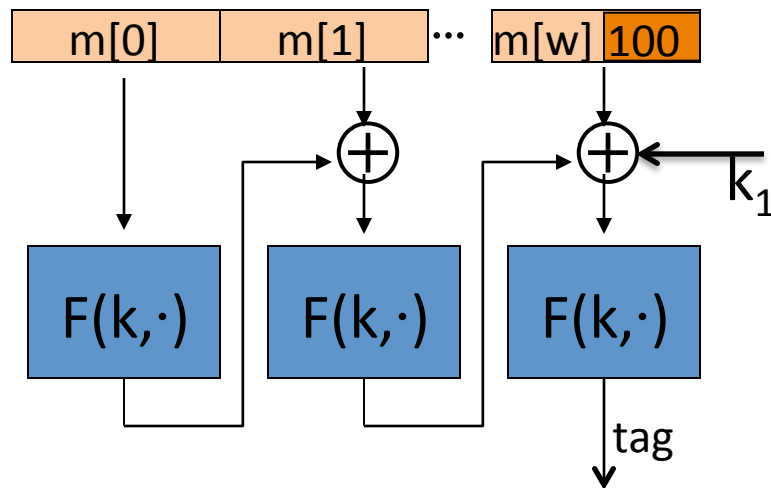 m[0] m[1] ... m[w] 100
k₁
F(k,·) F(k,·) F(k,·)
tag